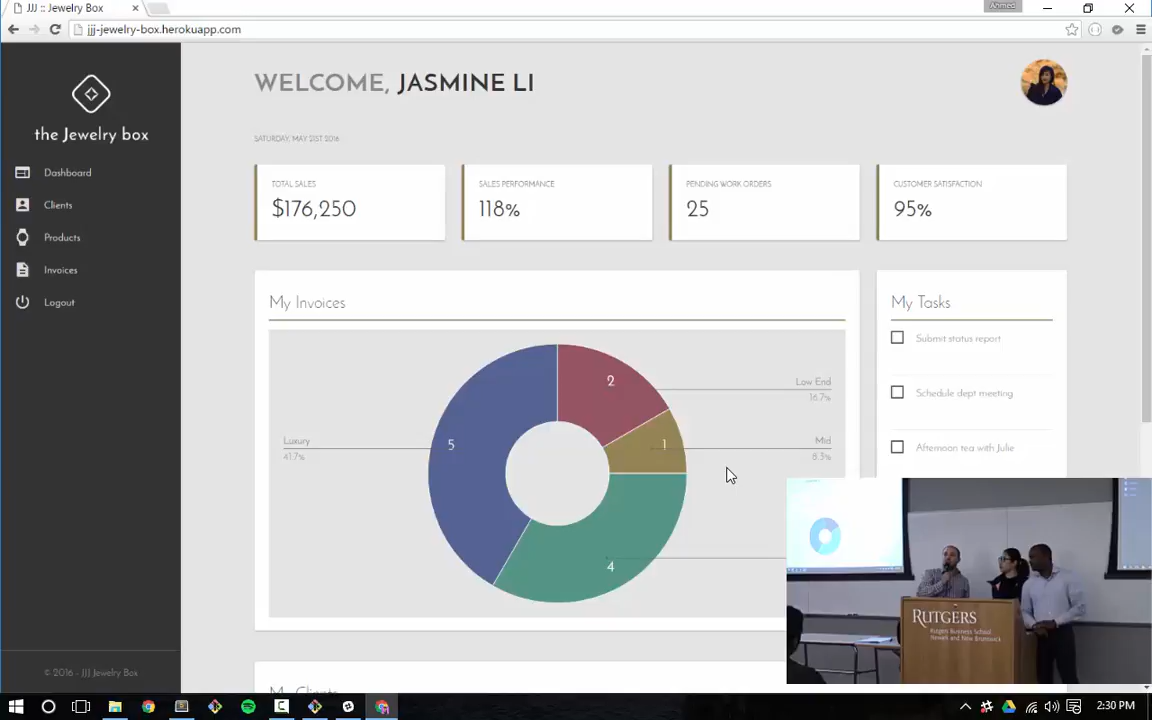 JJJ :: Jewelry Box
Ahmed
jjj-jewelry-box.herokuapp.com
the Jewelry box
Dashboard
Clients
Products
Invoices
Logout
© 2016 - JJJ Jewelry Box
WELCOME, JASMINE LI
SATURDAY, MAY 21ST 2016
TOTAL SALES
$176,250
SALES PERFORMANCE
118%
PENDING WORK ORDERS
25
CUSTOMER SATISFACTION
95%
My Invoices
2
Low End
16.7%
Luxury
41.7%
5
1
Mid
8.3%
4
My Tasks
Submit status report
Schedule dept meeting
Afternoon tea with Julie
My Clients
RUTGERS
Rutgers Business School
Newark and New Brunswick
2:30 PM